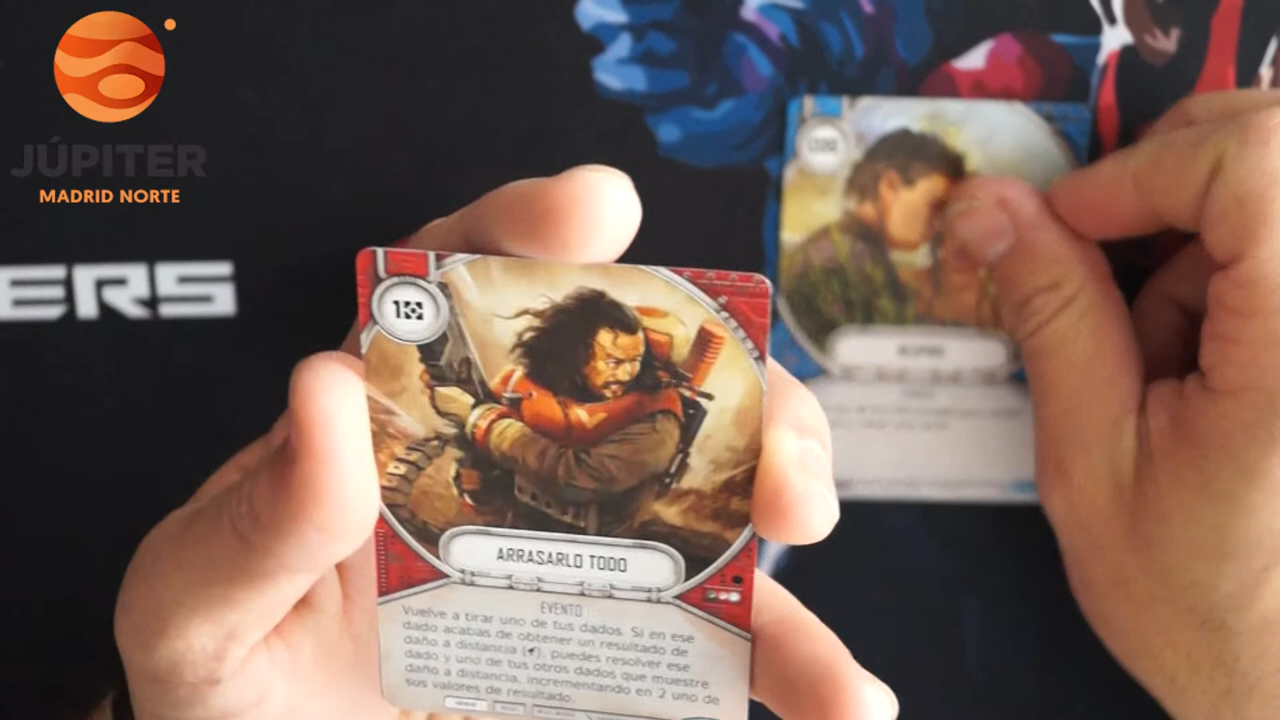 JÚPITER
MADRID NORTE
ERS
1
ARRASARLO TODO
EVENTO
Vuelve a tirar uno de tus dados. Si en ese
dado acabas de obtener un resultado de
daño a distancia [], puedes resolver ese
dado y uno de tus otros dados que muestre
daño a distancia, incrementando en 2 uno de
sus valores de resultado.